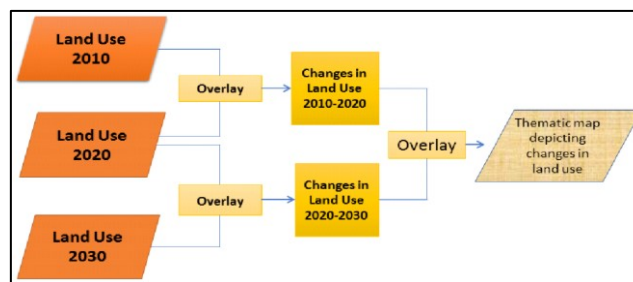 Land Use
2010
Overlay
Changes in
Land Use
2010-2020
Land Use
2020
Overlay
Thematic map
depicting
changes in
land use
Overlay
Changes in
Land Use
2020-2030
Land Use
2030